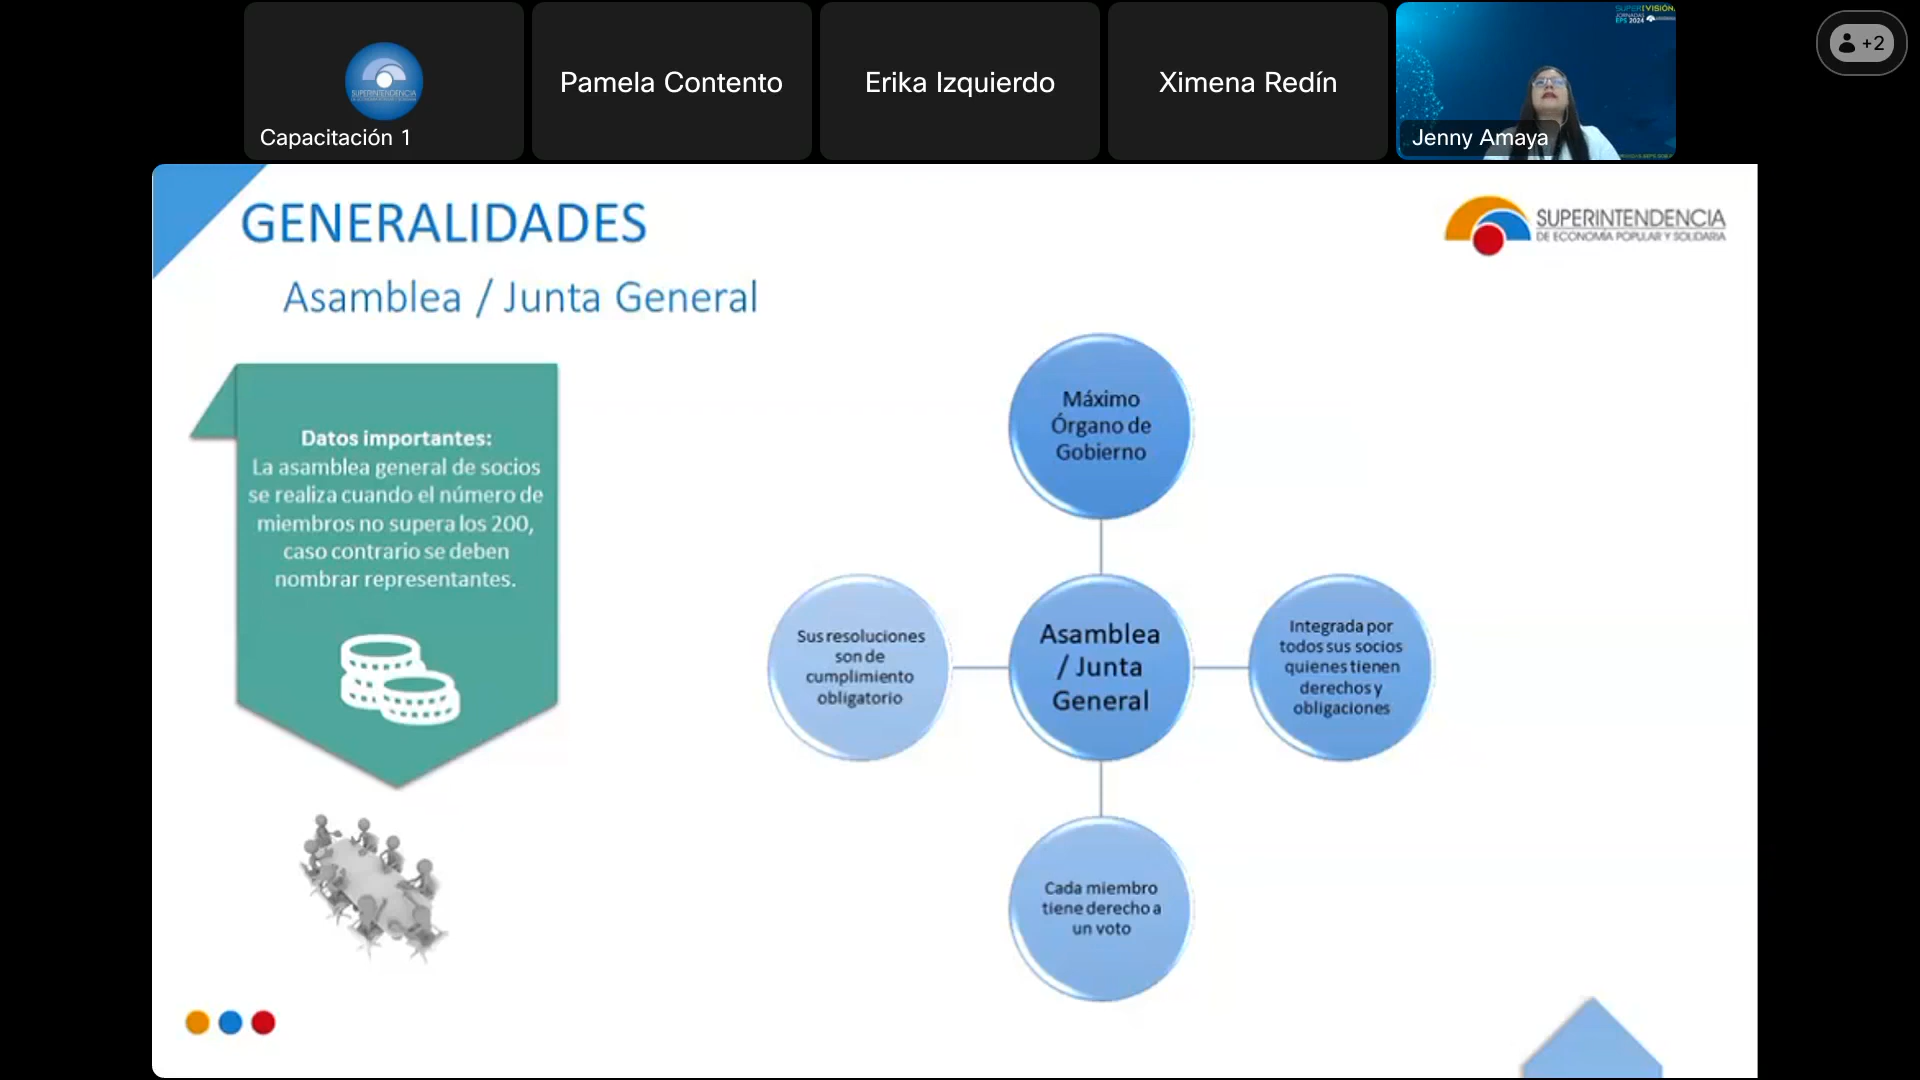 Capacitación 1
Pamela Contento
Erika Izquierdo
Ximena Redín
Jenny Amaya
+2
GENERALIDADES
Asamblea / Junta General
SUPERINTENDENCIA
DE ECONOMÍA POPULAR Y SOLIDARIA
Datos importantes:
La asamblea general de socios
se realiza cuando el número de
miembros no supera los 200,
caso contrario se deben
nombrar representantes.
Máximo
Órgano de
Gobierno
Sus resoluciones
son de
cumplimiento
obligatorio
Asamblea
/ Junta
General
Integrada por
todos sus socios
quienes tienen
derechos y
obligaciones
Cada miembro
tiene derecho a
un voto